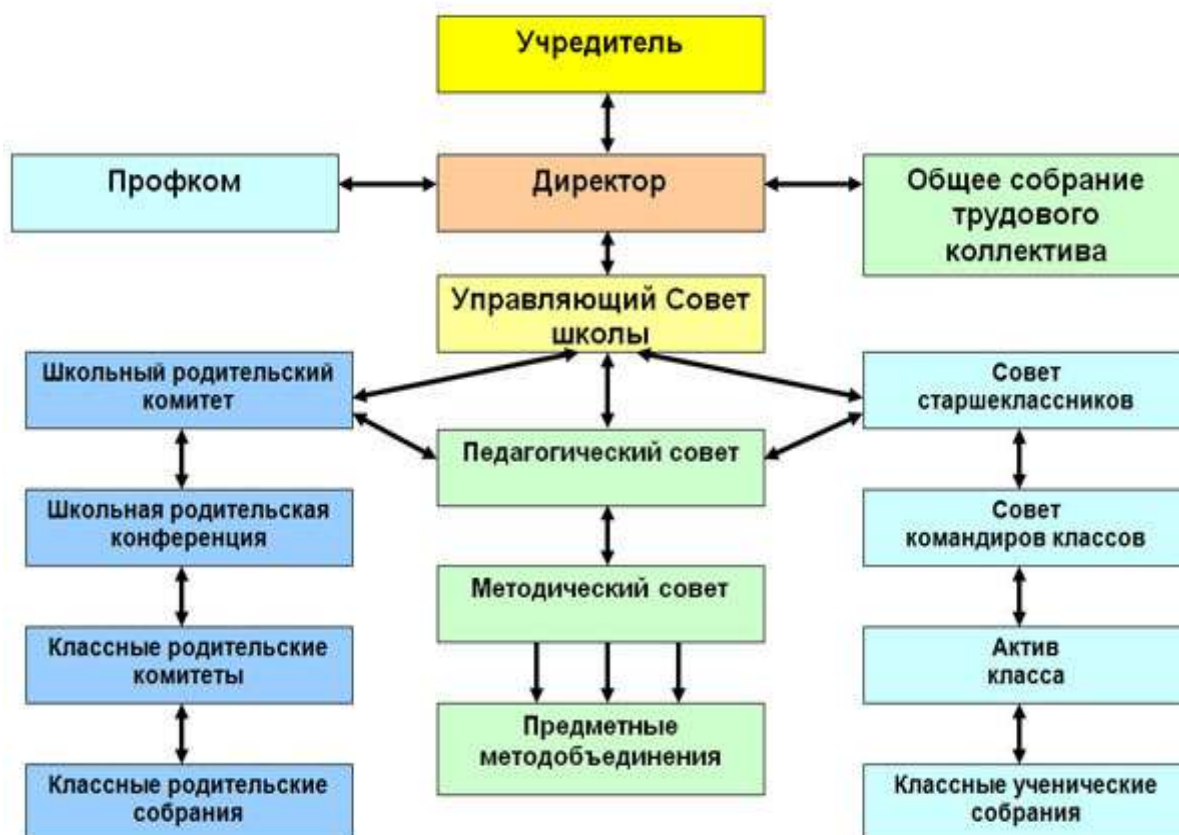 Учредитель
Профком
Директор
Общее собрание
трудового
коллектива
Управляющий Совет
школы
Школьный родительский
комитет
Совет
старшеклассников
Педагогический совет
Школьная родительская
конференция
Совет
командиров классов
Методический совет
Классные родительские
комитеты
Актив
класса
Предметные
методобъединения
Классные родительские
собрания
Классные ученические
собрания